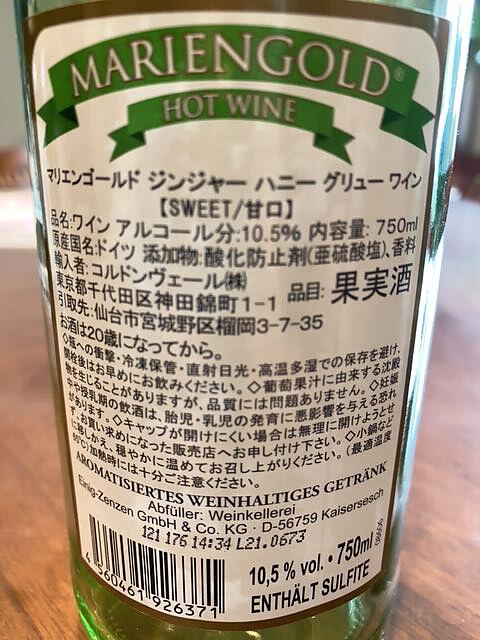 MARIENGOLD®
HOT WINE
マリエンゴールド ジンジャー ハニー グリュー ワイン
【SWEET/甘口】
品名:ワイン アルコール分:10.5% 内容量: 750ml
原産国名:ドイツ 添加物:酸化防止剤(亜硫酸塩)、香料
輸入者:コルドンヴェール㈱
品目: 果実酒
東京都千代田区神田錦町1-1
引取先:仙台市宮城野区榴岡3-7-35
お酒は20歳になってから。
◇瓶への衝撃・冷凍保管・直射日光・高温多湿での保存を避け、
開栓後はお早めにお飲みください。◇葡萄果汁に由来する沈殿
物を生じることがありますが、品質には問題ありません。◇妊娠
中や授乳期の飲酒は、胎児・乳児の発育に悪影響を与える恐れ
があります。◇キャップが開けにくい場合は無理に開けようとせ
ず、お買い求めになった販売店へお申し付け下さい。◇小鍋など
に移しかえ、穏やかに温めてお召し上がりください。(最適温度
℃)加熱時には十分ご注意ください。
AROMATISIERTES WEINHALTIGES GETRÄNK
Abfüller: Weinkellerei
Einig-Zenzen GmbH & Co. KG · D-56759 Kaisersesch
121 176 14:34 L21.0673
10,5 % vol. • 750ml
ENTHÄLT SULFITE
4 560461 926371